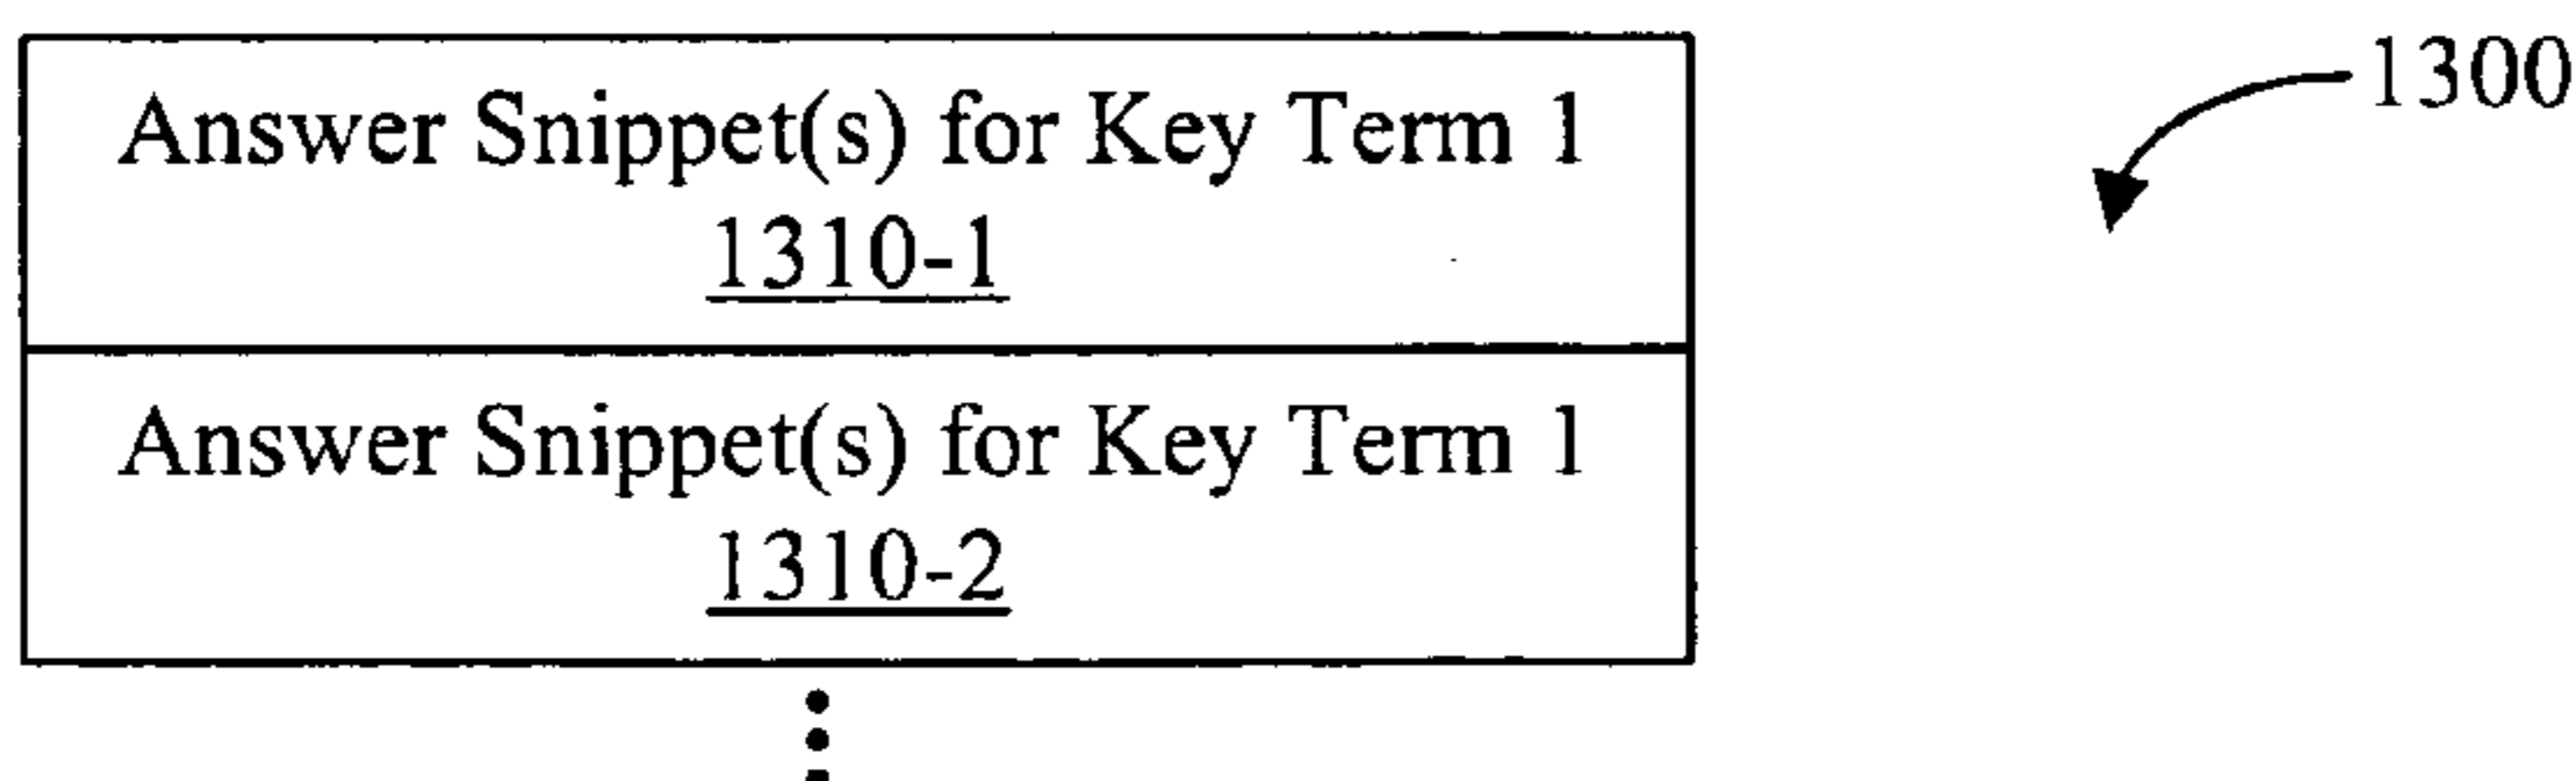 1300
Answer Snippet(s) for Key Term 1
1310-1
Answer Snippet(s) for Key Term 1
1310-2